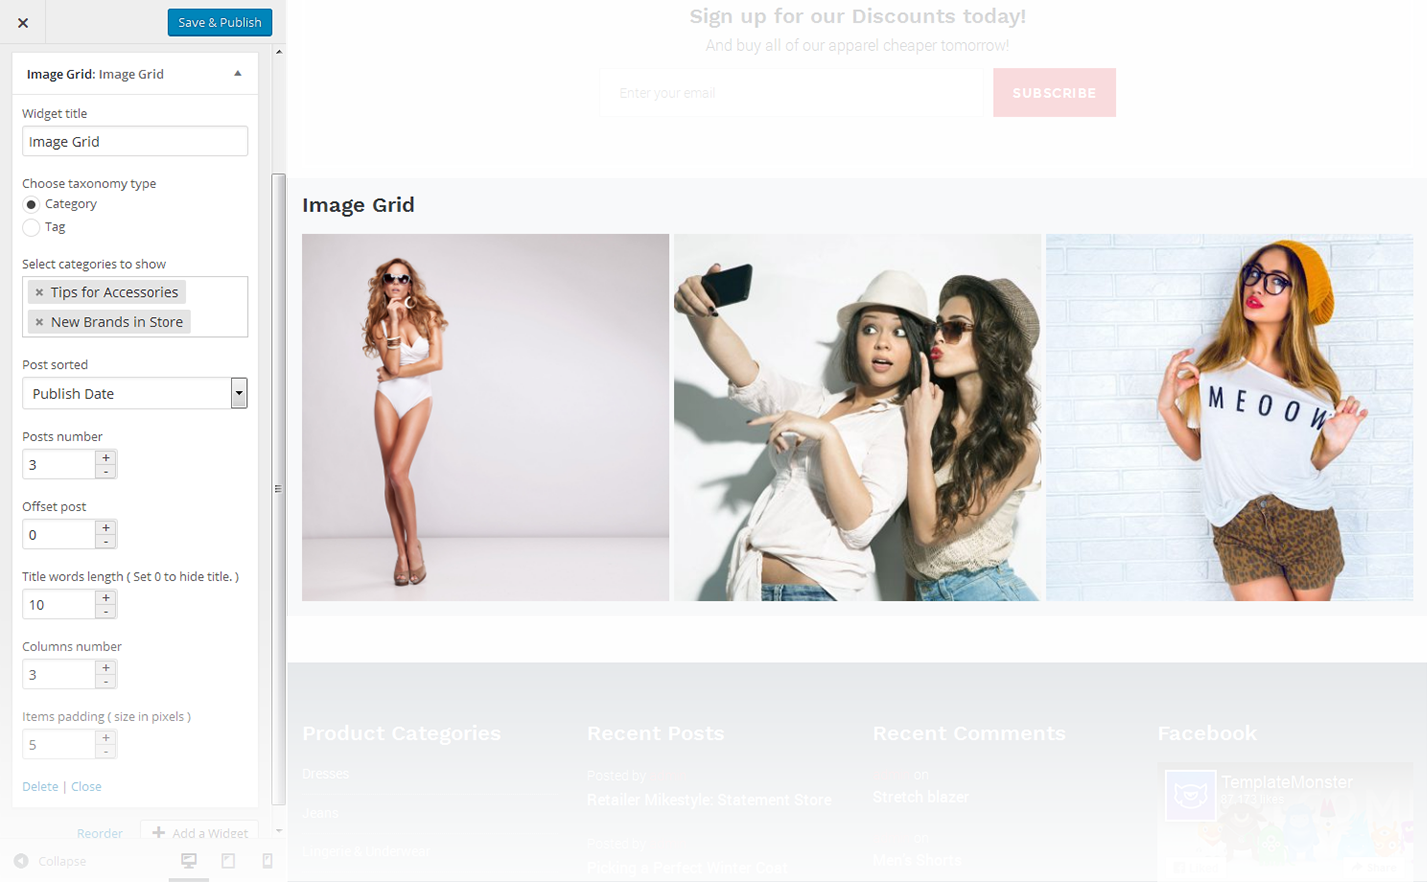 Save & Publish
Image Grid: Image Grid
Widget title
Image Grid
Choose taxonomy type
Category
Tag
Select categories to show
× Tips for Accessories
× New Brands in Store
Post sorted
Publish Date
Posts number
3
+
-
Offset post
0
+
-
Title words length ( Set 0 to hide title. )
10
+
-
Columns number
3
+
-
Items padding ( size in pixels )
5
+
-
Delete | Close
Reorder
Add a Widget
Collapse
Sign up for our Discounts today!
And buy all of our apparel cheaper tomorrow!
Enter your email
SUBSCRIBE
Image Grid
MEOOW
Product Categories
Dresses
Jeans
Lingerie & Underwear
Recent Posts
Posted by
Retailer Mikestyle: Statement Store
Posted by
Picking a Perfect Winter Coat
Recent Comments
on
Stretch blazer
on
Men's Shorts
Facebook
TemplateMonster